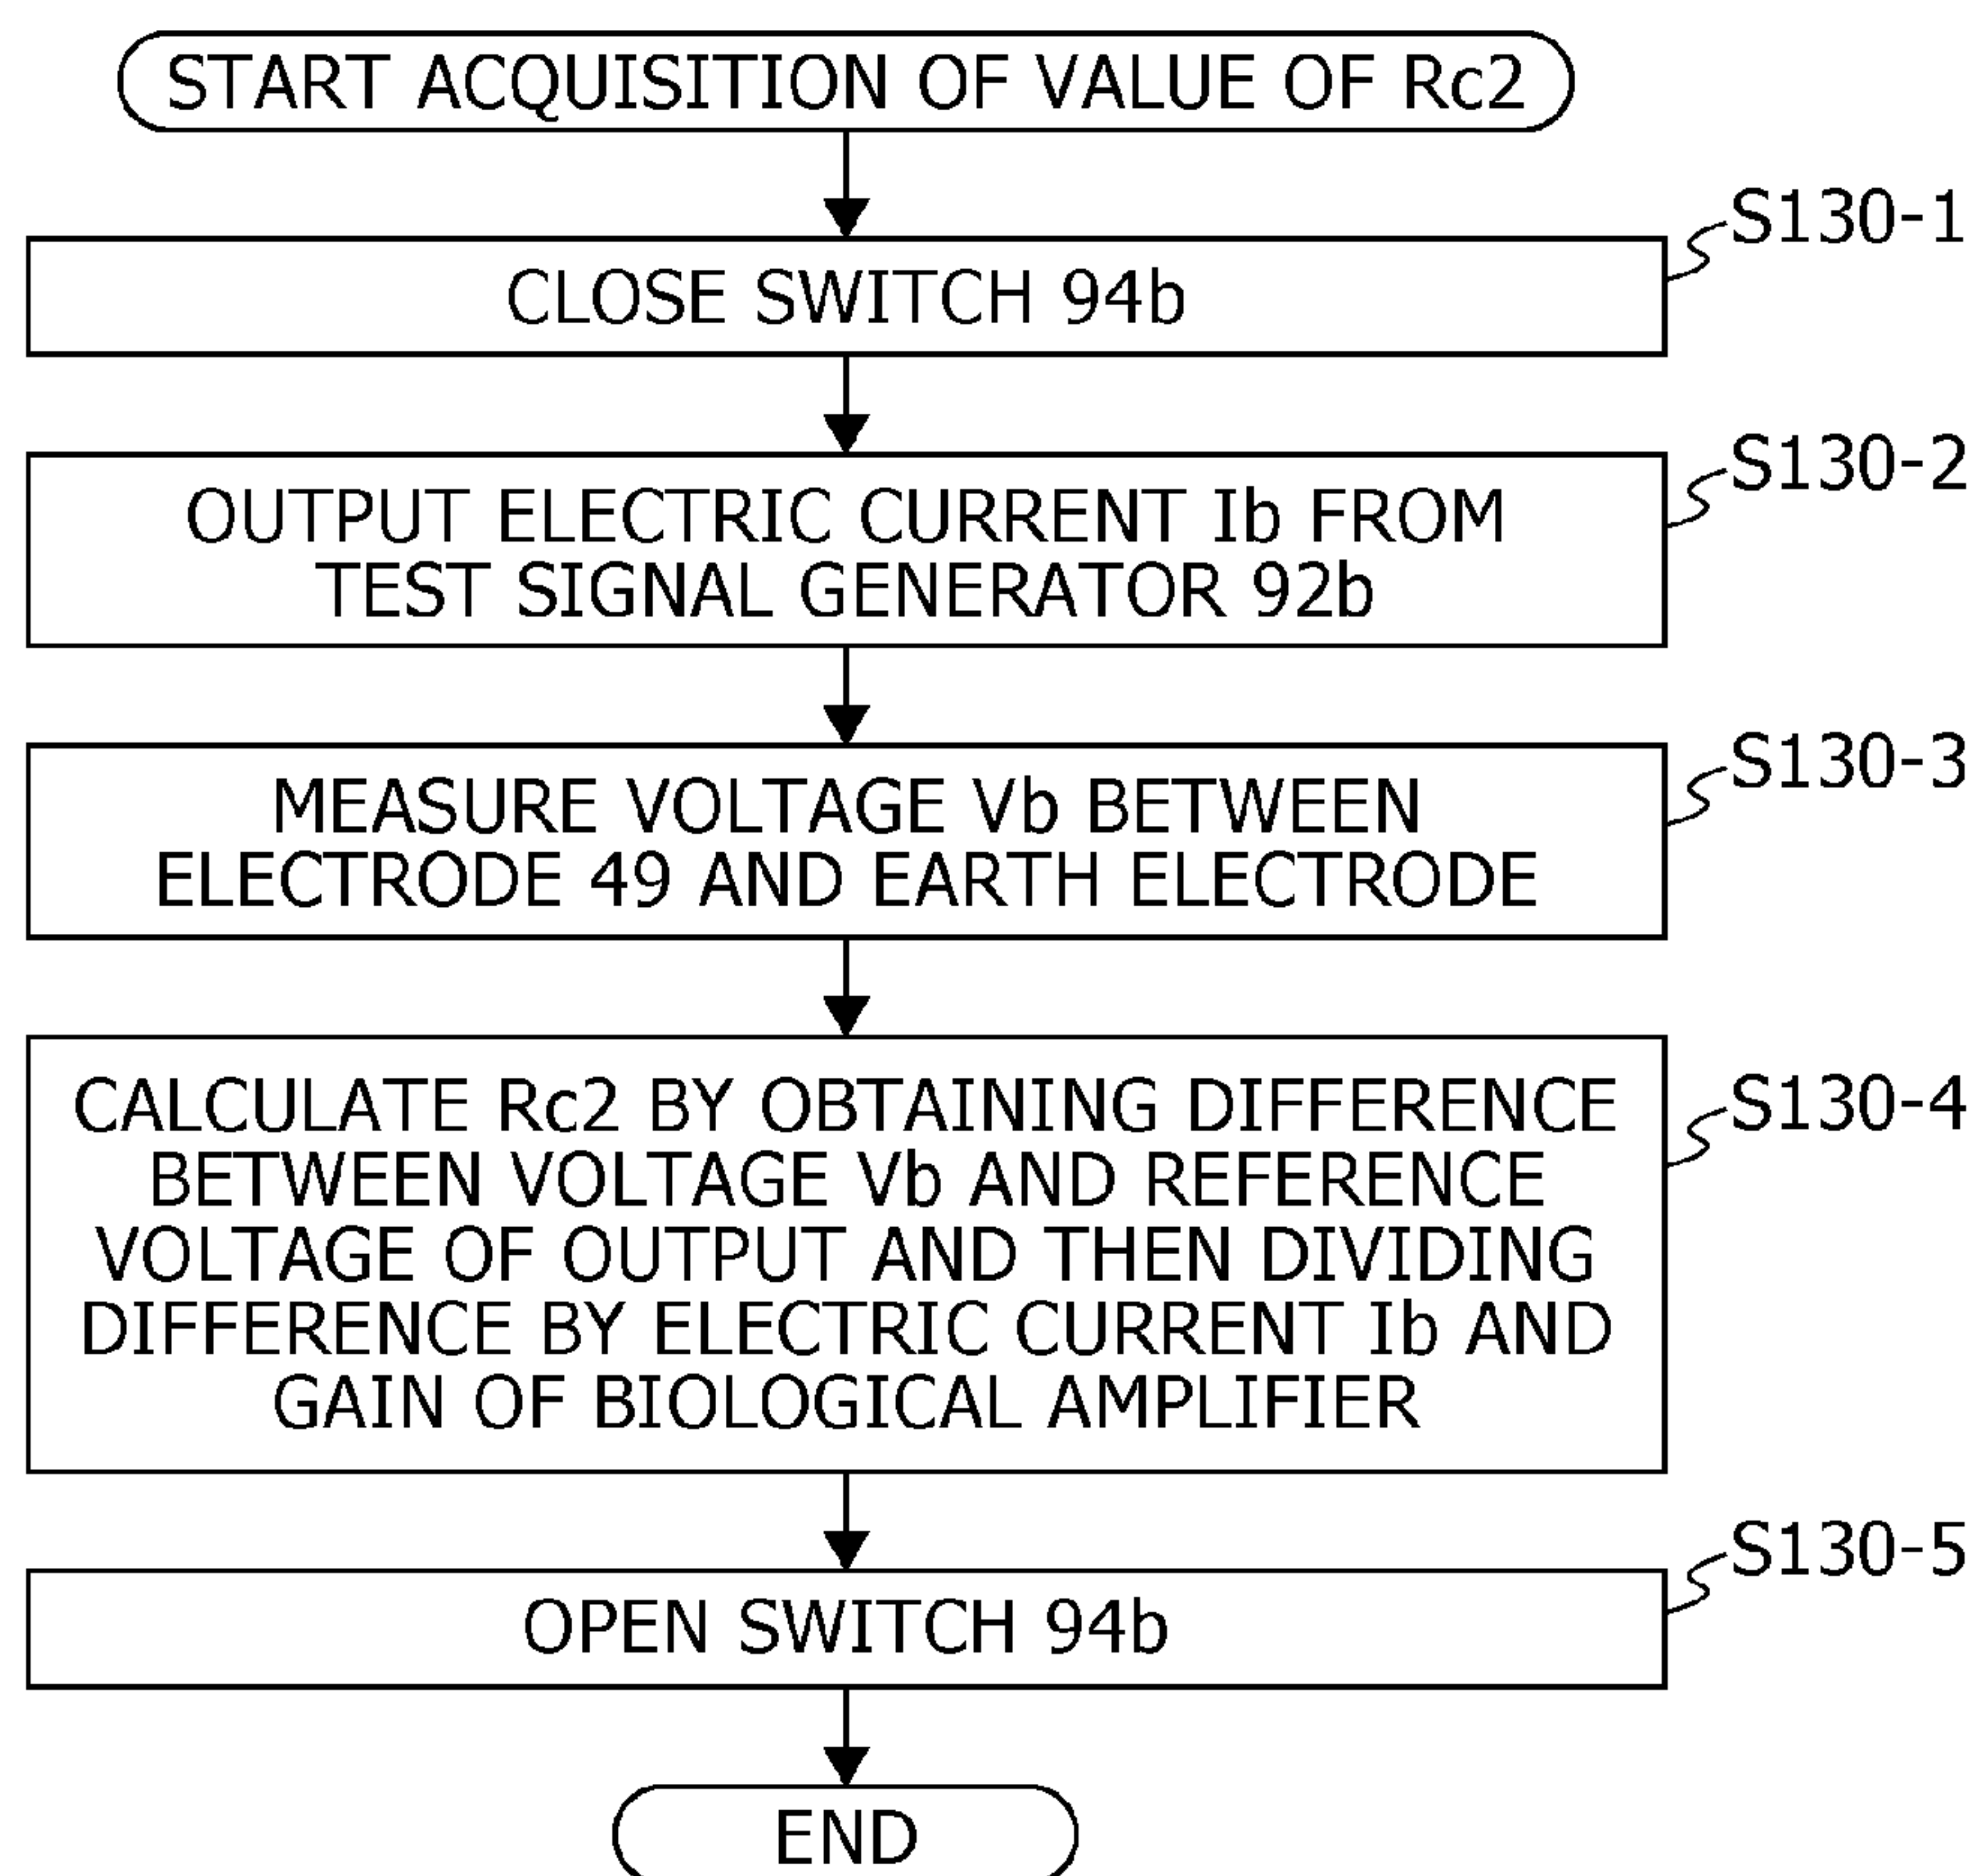 START ACQUISITION OF VALUE OF Rc2
S130-1
CLOSE SWITCH 94b
S130-2
OUTPUT ELECTRIC CURRENT Ib FROM
TEST SIGNAL GENERATOR 92b
S130-3
MEASURE VOLTAGE Vb BETWEEN
ELECTRODE 49 AND EARTH ELECTRODE
S130-4
CALCULATE Rc2 BY OBTAINING DIFFERENCE
BETWEEN VOLTAGE Vb AND REFERENCE
VOLTAGE OF OUTPUT AND THEN DIVIDING
DIFFERENCE BY ELECTRIC CURRENT Ib AND
GAIN OF BIOLOGICAL AMPLIFIER
S130-5
OPEN SWITCH 94b
END